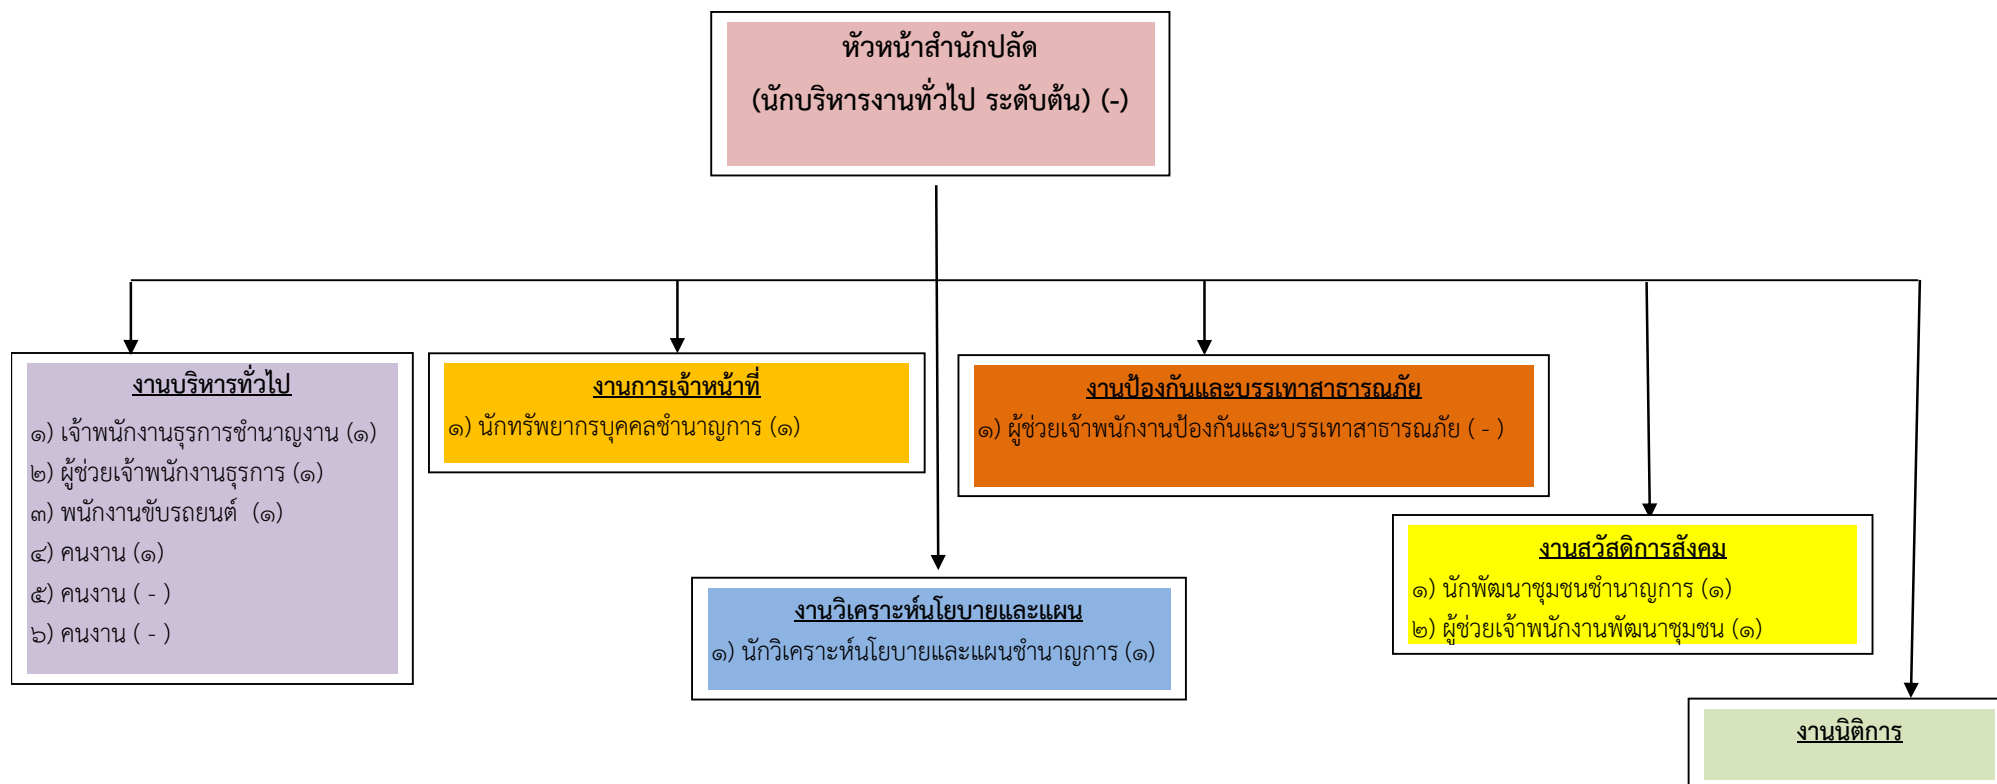 หัวหน้าสำนักปลัด
(นักบริหารงานทั่วไป ระดับต้น) (-)
งานบริหารทั่วไป
๑) เจ้าพนักงานธุรการชำนาญงาน (๑)
๒) ผู้ช่วยเจ้าพนักงานธุรการ (๑)
๓) พนักงานขับรถยนต์ (๑)
๔) คนงาน (๑)
๕) คนงาน ( - )
๖) คนงาน ( - )
งานการเจ้าหน้าที่
๑) นักทรัพยากรบุคคลชำนาญการ (๑)
งานป้องกันและบรรเทาสาธารณภัย
๑) ผู้ช่วยเจ้าพนักงานป้องกันและบรรเทาสาธารณภัย ( - )
งานวิเคราะห์นโยบายและแผน
๑) นักวิเคราะห์นโยบายและแผนชำนาญการ (๑)
งานสวัสดิการสังคม
๑) นักพัฒนาชุมชนชำนาญการ (๑)
๒) ผู้ช่วยเจ้าพนักงานพัฒนาชุมชน (๑)
งานนิติการ